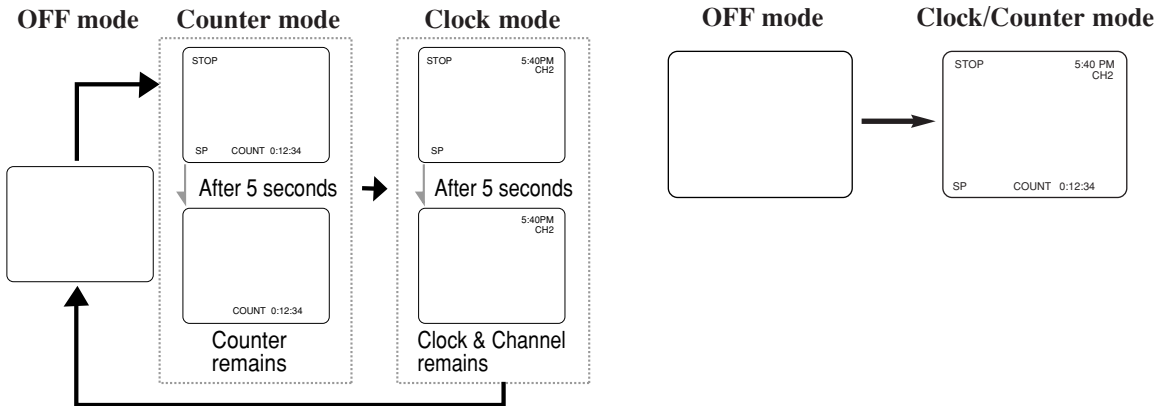 OFF mode
Counter mode
Clock mode
STOP
SP COUNT 0:12:34
After 5 seconds
COUNT 0:12:34
Counter
remains
STOP 5:40PM
CH2
SP
After 5 seconds
5:40PM
CH2
Clock & Channel
remains
OFF mode
Clock/Counter mode
STOP 5:40 PM
CH2
SP COUNT 0:12:34